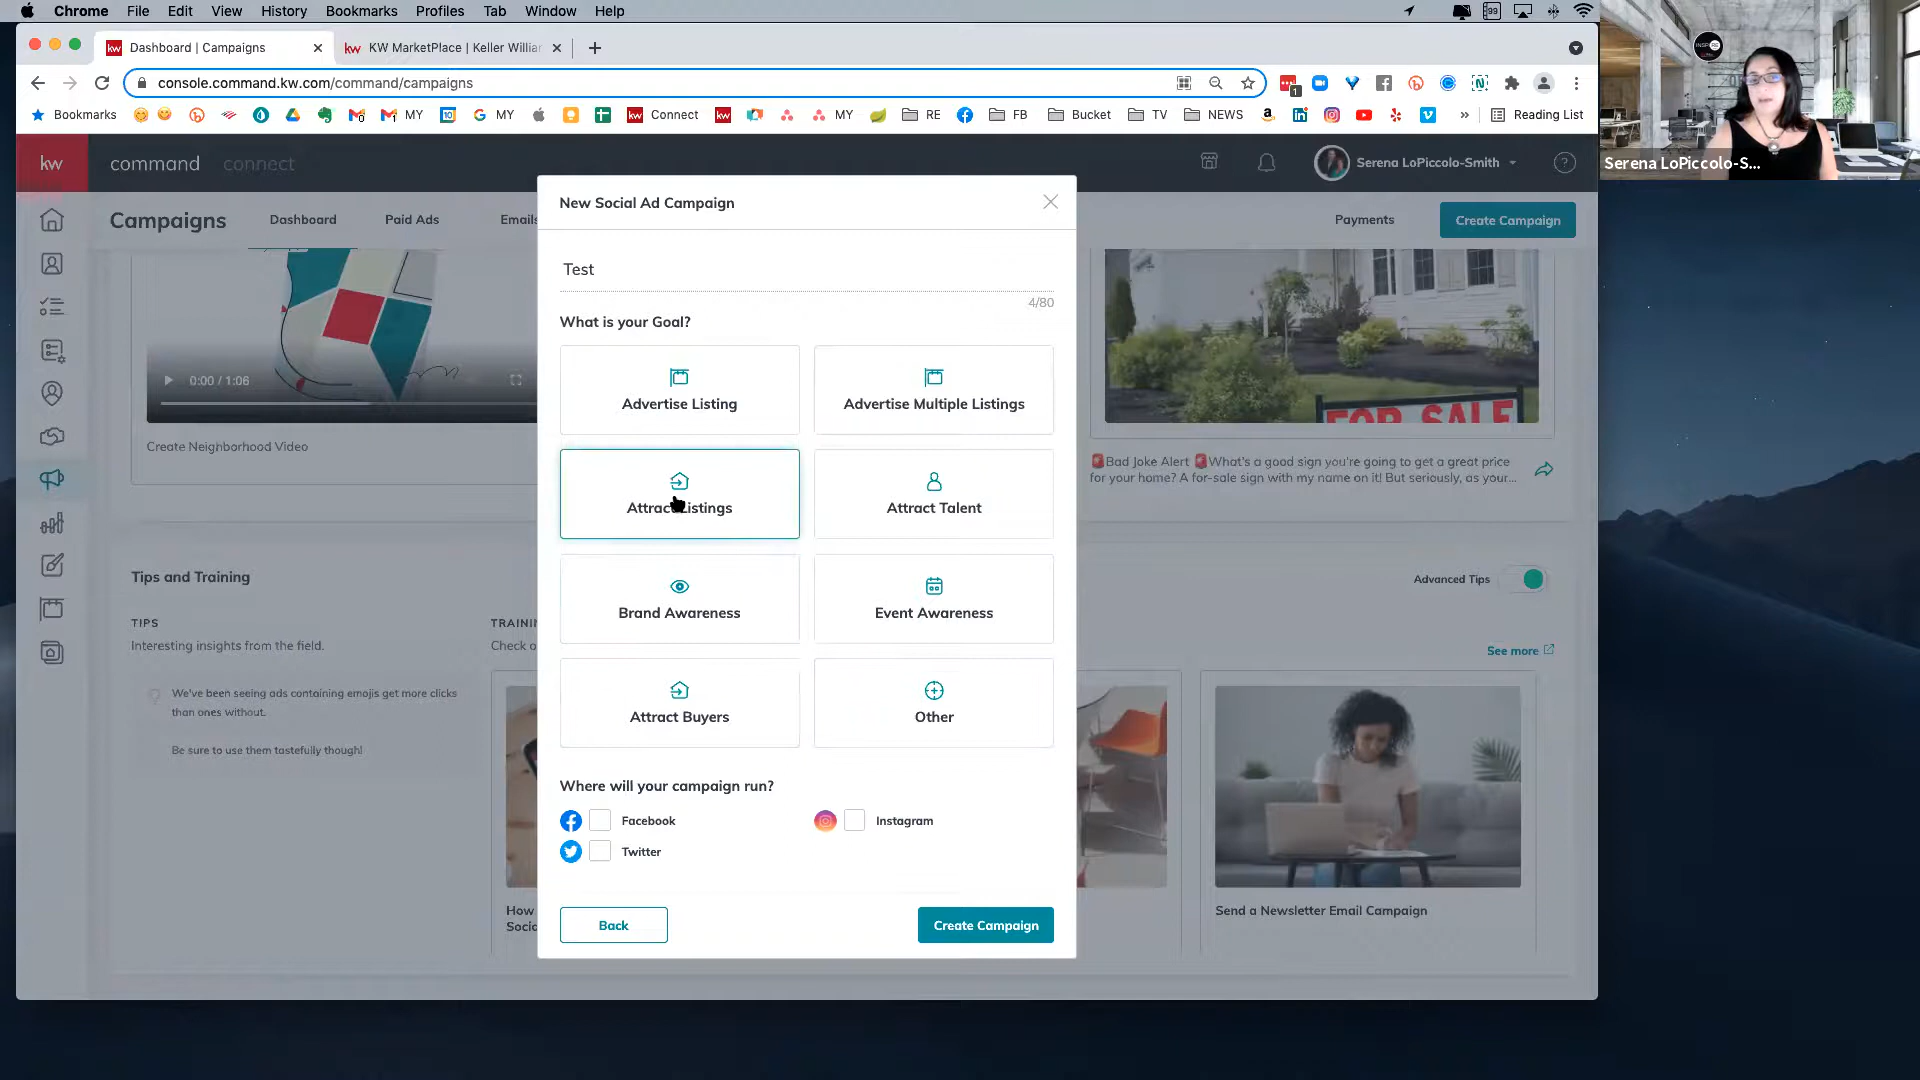 Chrome File Edit View History Bookmarks Profiles Tab Window Help
Dashboard | Campaigns
kw KW MarketPlace | Keller Willia
console.command.kw.com/command/campaigns
Bookmarks MY MY Connect MY RE FB Bucket TV NEWS Reading List
kw command connect Serena LoPiccolo-Smith
Serena LoPiccolo-S...
Campaigns Dashboard Paid Ads Emails Payments Create Campaign
New Social Ad Campaign
Test
4/80
What is your Goal?
Advertise Listing
Advertise Multiple Listings
Attract Listings
Attract Talent
Brand Awareness
Event Awareness
Attract Buyers
Other
Where will your campaign run?
Facebook
Instagram
Twitter
Back
Create Campaign
0:00 / 1:06
Create Neighborhood Video
FOR SALE
Bad Joke Alert What's a good sign you're going to get a great price
for your home? A for-sale sign with my name on it! But seriously, as your...
Tips and Training
Advanced Tips
TIPS
Interesting insights from the field.
We've been seeing ads containing emojis get more clicks
than ones without.
Be sure to use them tastefully though!
TRAINI
Check o
See more
How
Socia
Send a Newsletter Email Campaign